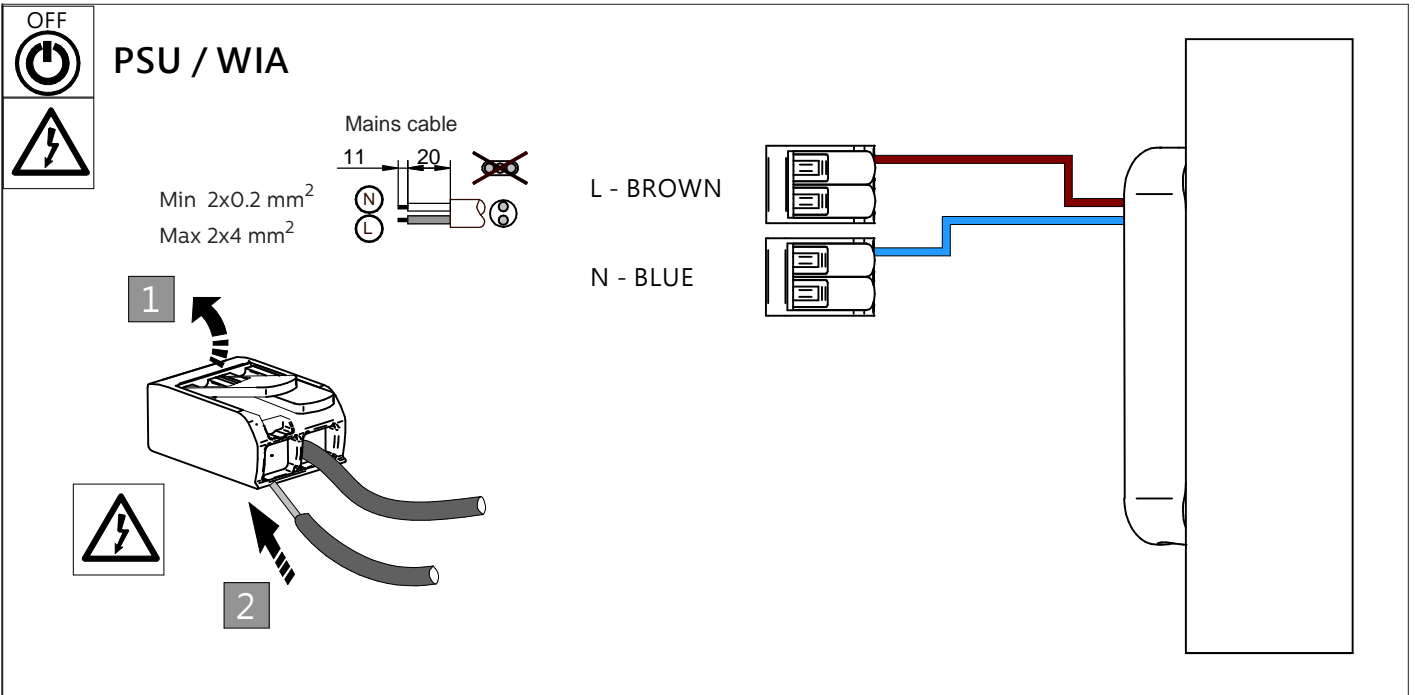 OFF
PSU / WIA
Mains cable
11 20
Min 2x0.2 mm²
Max 2x4 mm²
N
L
L - BROWN
N - BLUE
1
2